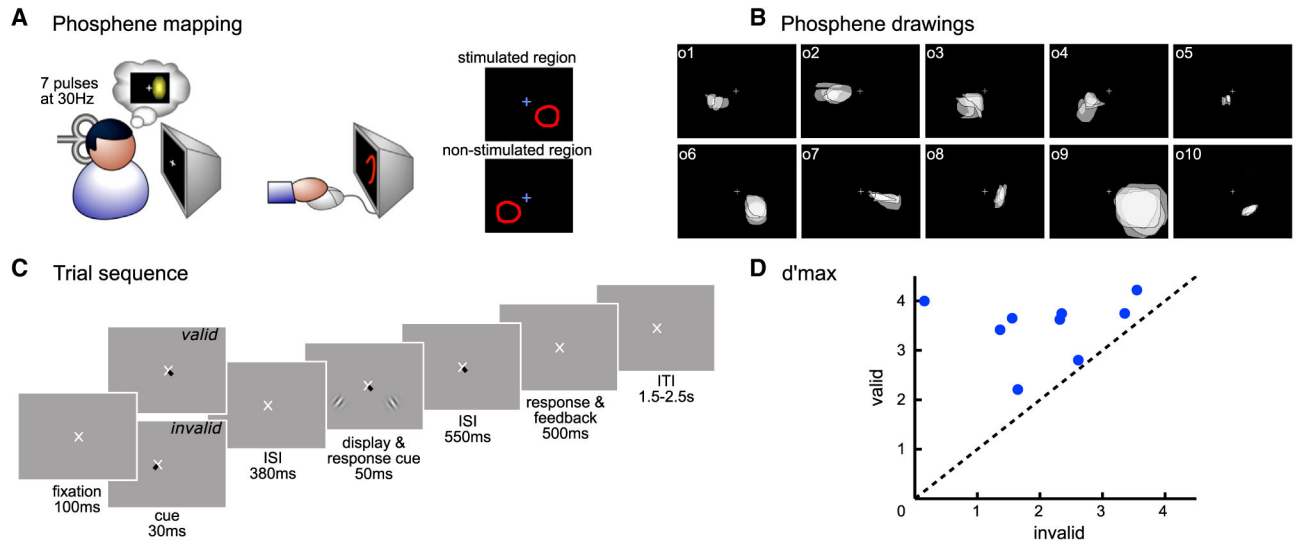 A Phosphene mapping
7 pulses
at 30Hz
stimulated region
non-stimulated region
B Phosphene drawings
o1
o2
o3
o4
o5
o6
o7
o8
o9
o10
C Trial sequence
valid
invalid
fixation
100ms
cue
30ms
ISI
380ms
display &
response cue
50ms
ISI
550ms
response &
feedback
500ms
ITI
1.5-2.5s
D d'max
valid
4
3
2
1
0
1
2
3
4
invalid